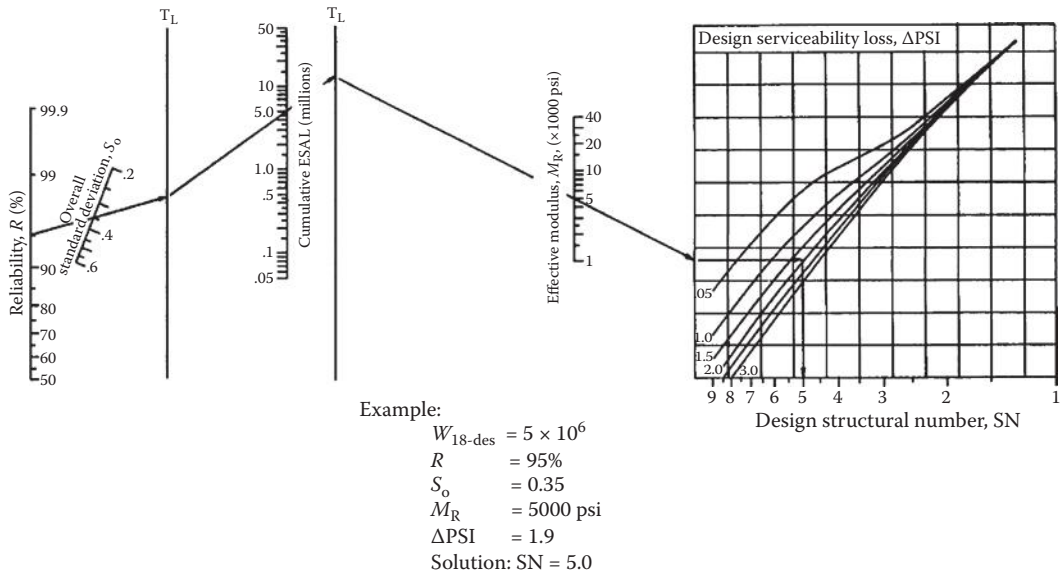 T_L
T_L
Reliability, R (%)
99.9
99
90
80
70
60
50
Overall
standard deviation, S_o
.2
.4
.6
Cumulative ESAL (millions)
50
10
5.0
1.0
.5
.1
.05
Effective modulus, M_R, (×1000 psi)
40
20
10
5
1
Design serviceability loss, ΔPSI
.05
1.0
1.5
2.0
3.0
9 8 7 6 5 4 3 2 1
Design structural number, SN
Example:
W_18-des = 5 × 10^6
R = 95%
S_o = 0.35
M_R = 5000 psi
ΔPSI = 1.9
Solution: SN = 5.0